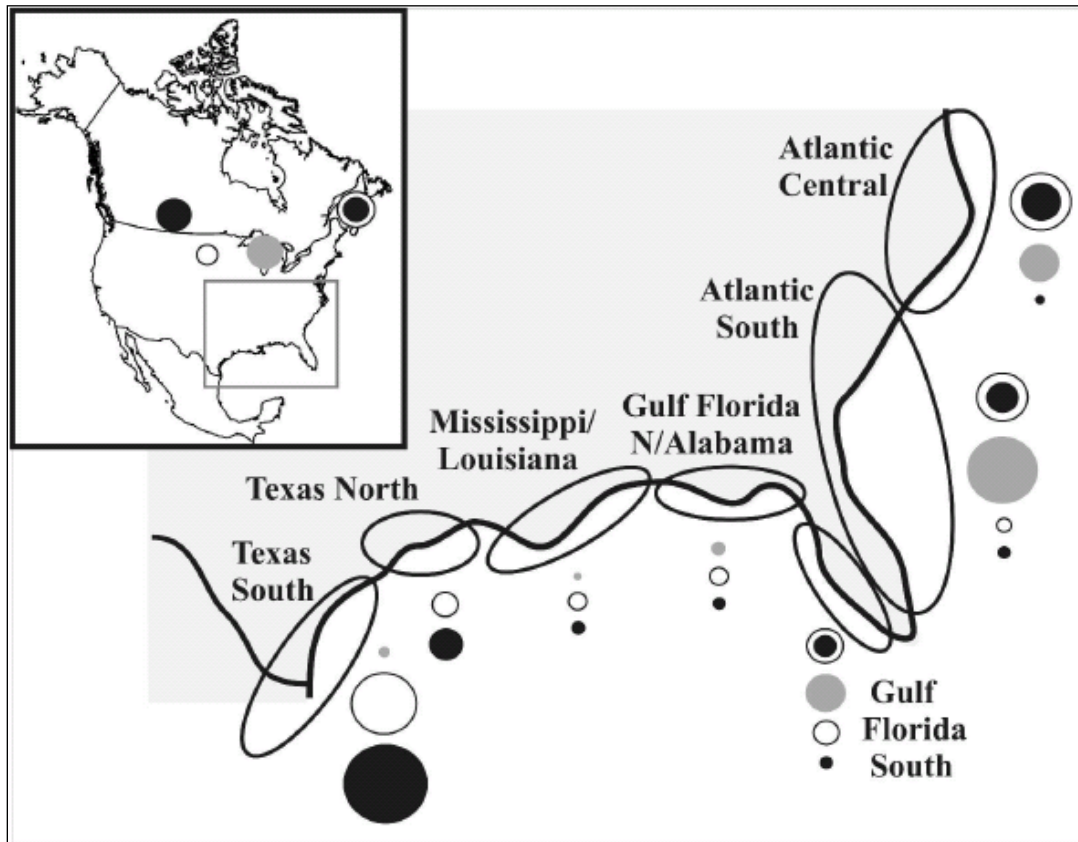 Atlantic
Central
Atlantic
South
Gulf Florida
N/Alabama
Mississippi/
Louisiana
Texas North
Texas
South
Gulf
Florida
South